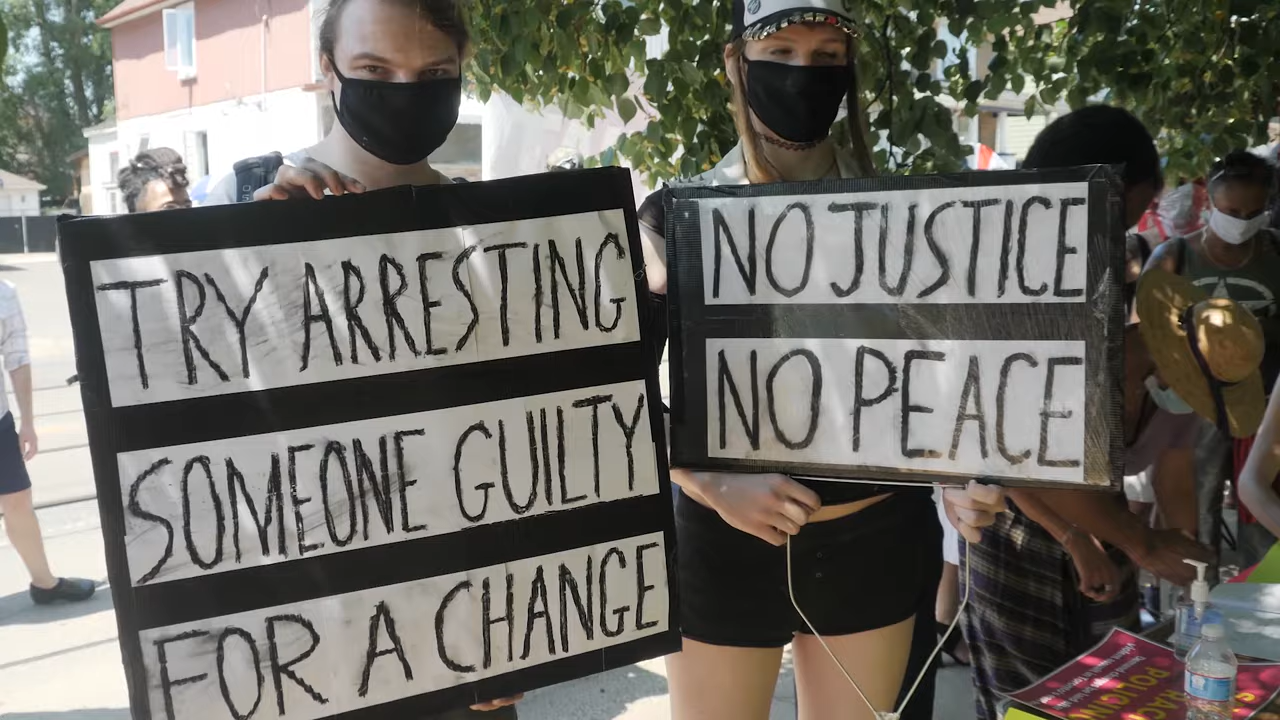 TRY ARRESTING
SOMEONE GUILTY
FOR A CHANGE
NO JUSTICE
NO PEACE